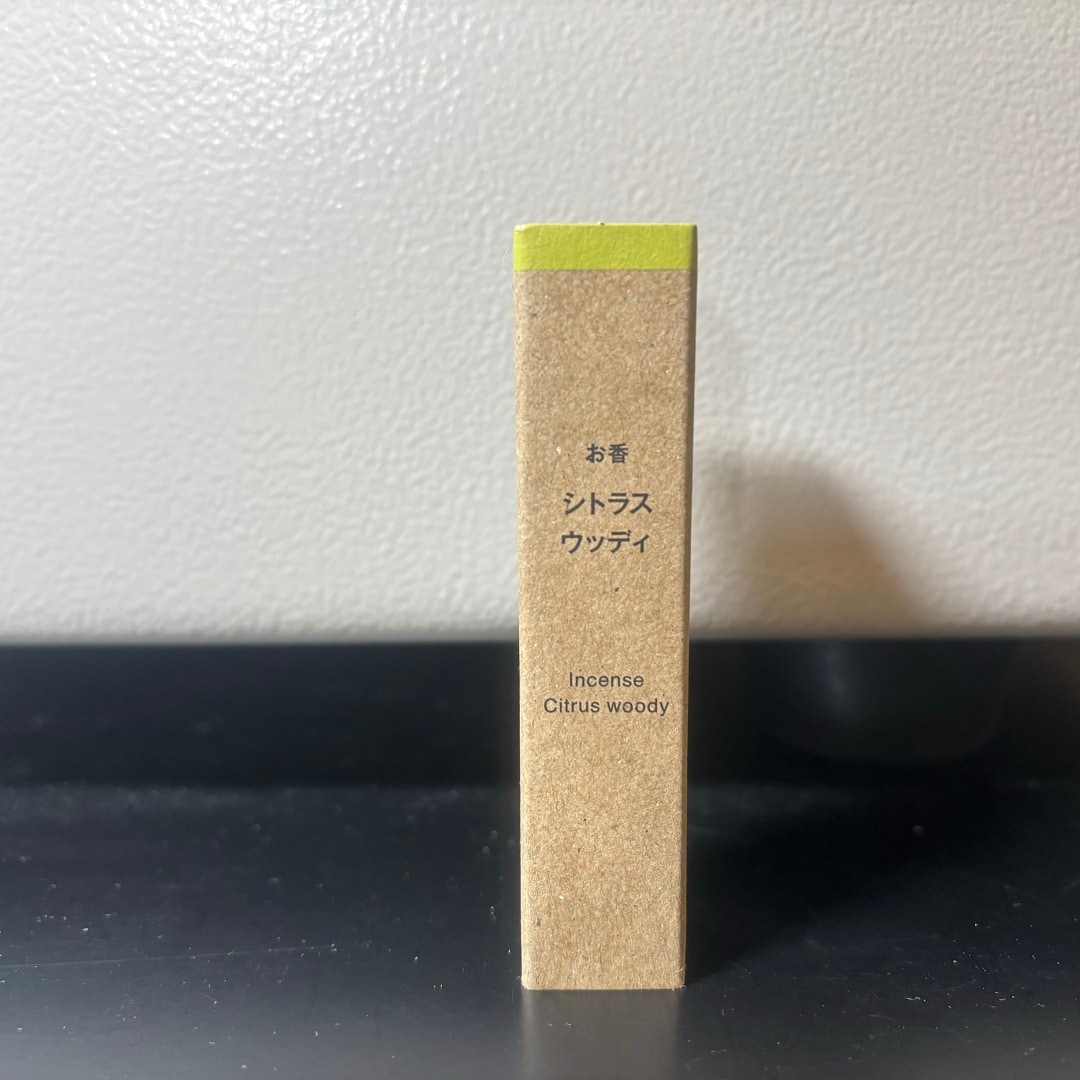 お香
シトラス
ウッディ
Incense
Citrus woody